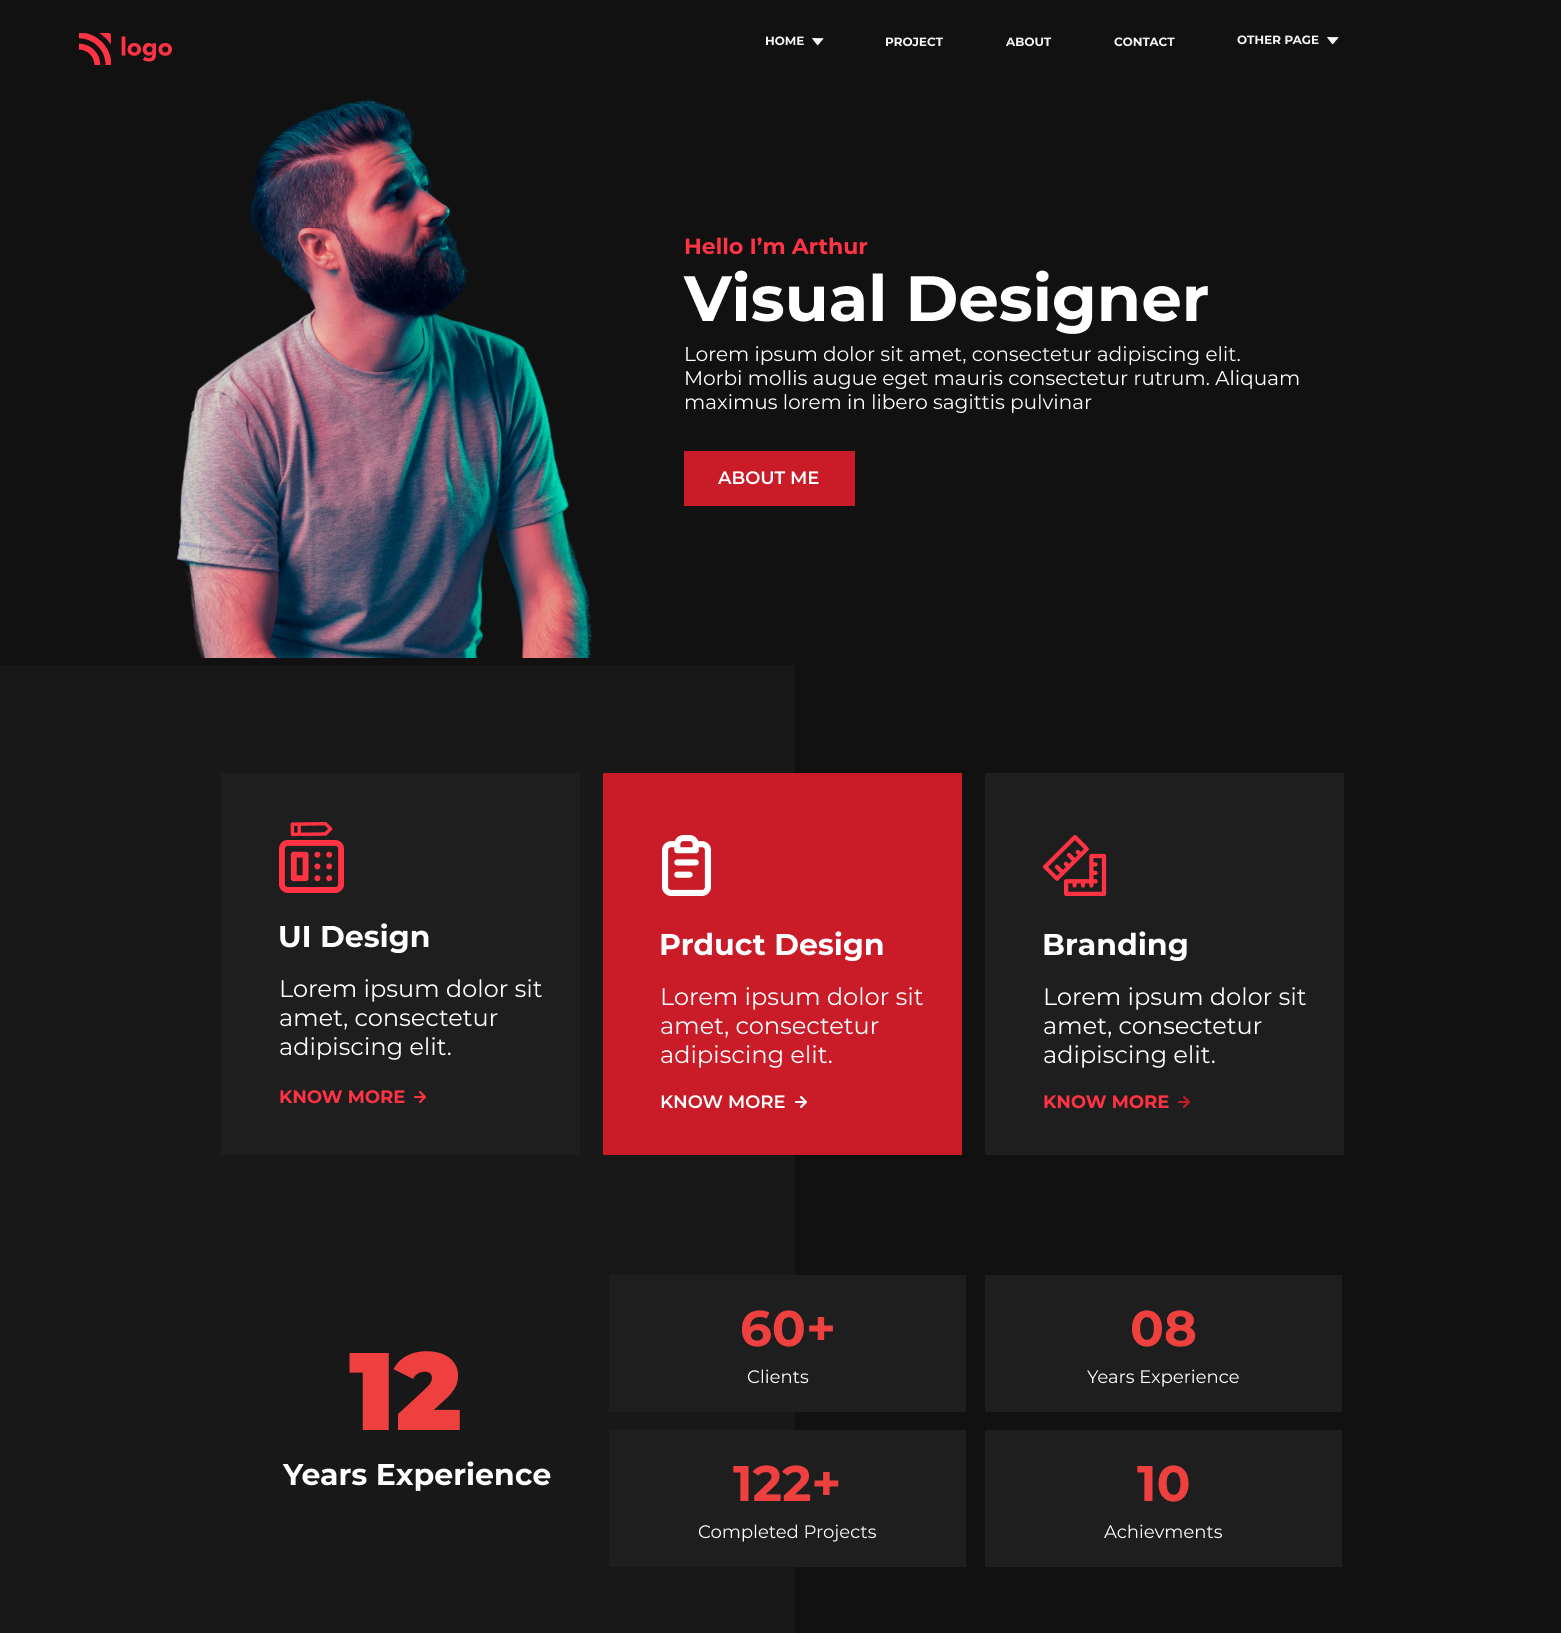 logo
HOME
PROJECT
ABOUT
CONTACT
OTHER PAGE
Hello I’m Arthur
Visual Designer
Lorem ipsum dolor sit amet, consectetur adipiscing elit.
Morbi mollis augue eget mauris consectetur rutrum. Aliquam
maximus lorem in libero sagittis pulvinar
ABOUT ME
UI Design
Lorem ipsum dolor sit
amet, consectetur
adipiscing elit.
KNOW MORE →
Prduct Design
Lorem ipsum dolor sit
amet, consectetur
adipiscing elit.
KNOW MORE →
Branding
Lorem ipsum dolor sit
amet, consectetur
adipiscing elit.
KNOW MORE →
12
Years Experience
60+
Clients
08
Years Experience
122+
Completed Projects
10
Achievments